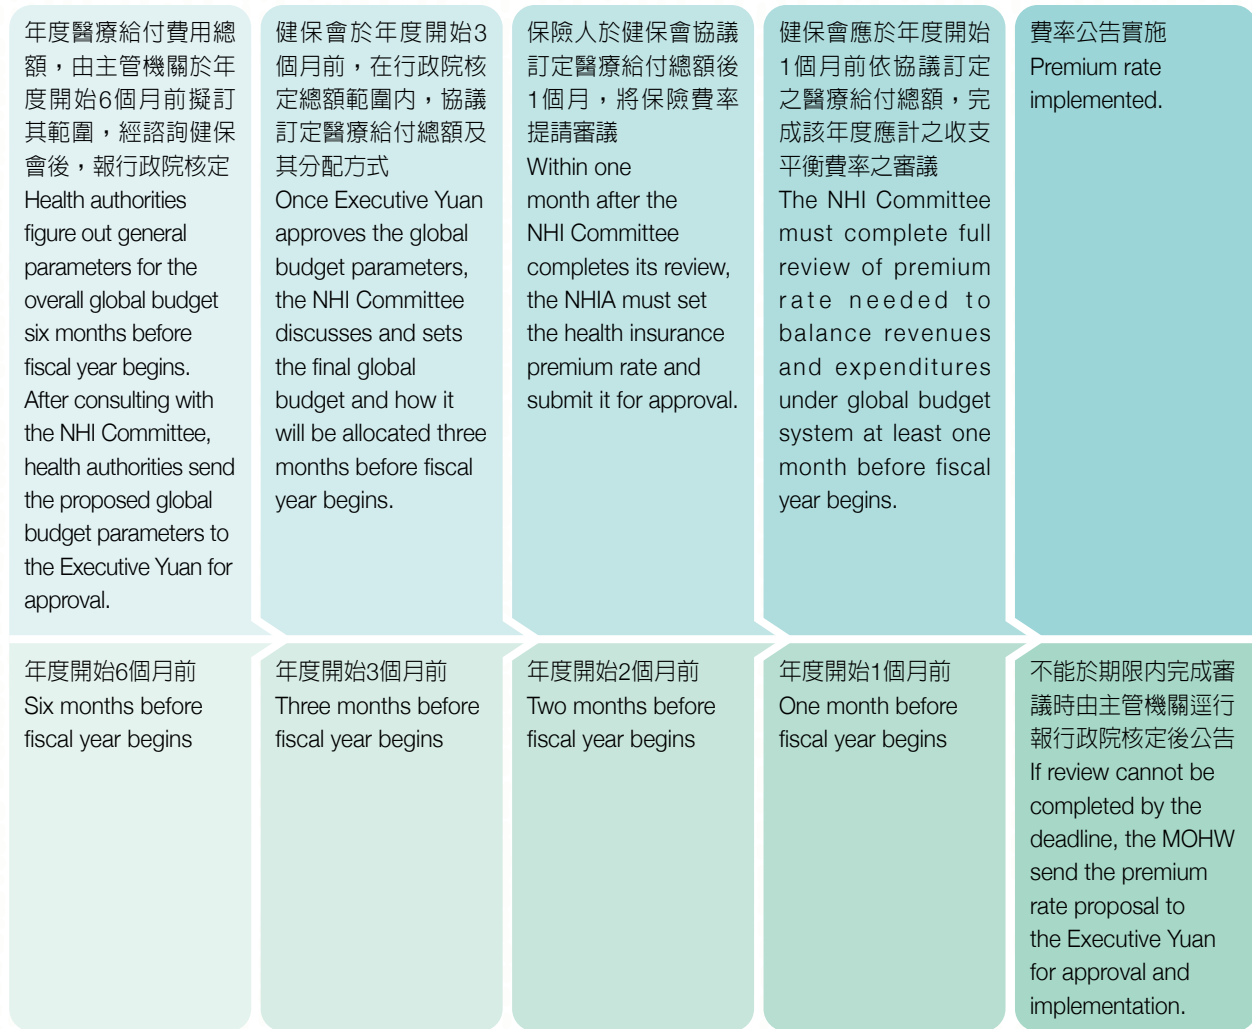 年度醫療給付費用總
額，由主管機關於年
度開始6個月前擬訂
其範圍，經諮詢健保
會後，報行政院核定
Health authorities
figure out general
parameters for the
overall global budget
six months before
fiscal year begins.
After consulting with
the NHI Committee,
health authorities send
the proposed global
budget parameters to
the Executive Yuan for
approval.
健保會於年度開始3
個月前，在行政院核
定總額範圍內，協議
訂定醫療給付總額及
其分配方式
Once Executive Yuan
approves the global
budget parameters,
the NHI Committee
discusses and sets
the final global
budget and how it
will be allocated three
months before fiscal
year begins.
保險人於健保會協議
訂定醫療給付總額後
1個月，將保險費率
提請審議
Within one
month after the
NHI Committee
completes its review,
the NHIA must set
the health insurance
premium rate and
submit it for approval.
健保會應於年度開始
1個月前依協議訂定
之醫療給付總額，完
成該年度應計之收支
平衡費率之審議
The NHI Committee
must complete full
review of premium
rate needed to
balance revenues
and expenditures
under global budget
system at least one
month before fiscal
year begins.
費率公告實施
Premium rate
implemented.
年度開始6個月前
Six months before
fiscal year begins
年度開始3個月前
Three months before
fiscal year begins
年度開始2個月前
Two months before
fiscal year begins
年度開始1個月前
One month before
fiscal year begins
不能於期限內完成審
議時由主管機關逕行
報行政院核定後公告
If review cannot be
completed by the
deadline, the MOHW
send the premium
rate proposal to
the Executive Yuan
for approval and
implementation.